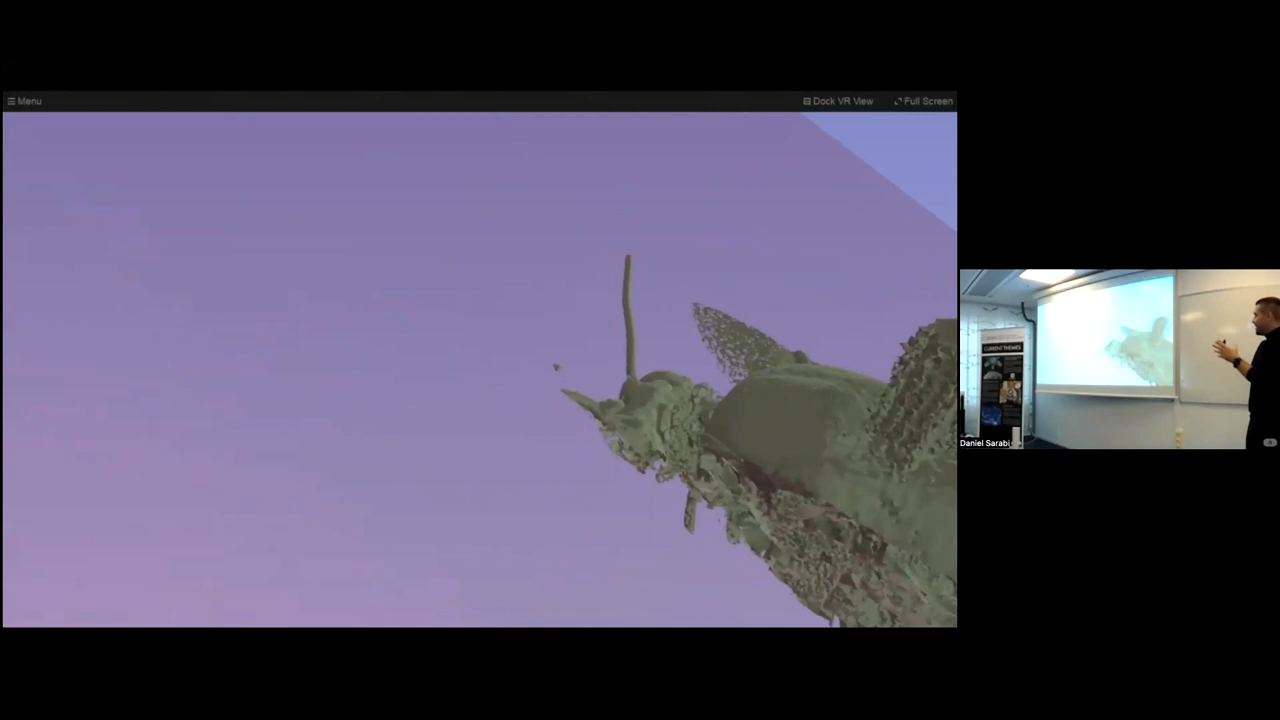 Menu
Dock VR View
Full Screen
CURRENT THEMES
Daniel Sarabi